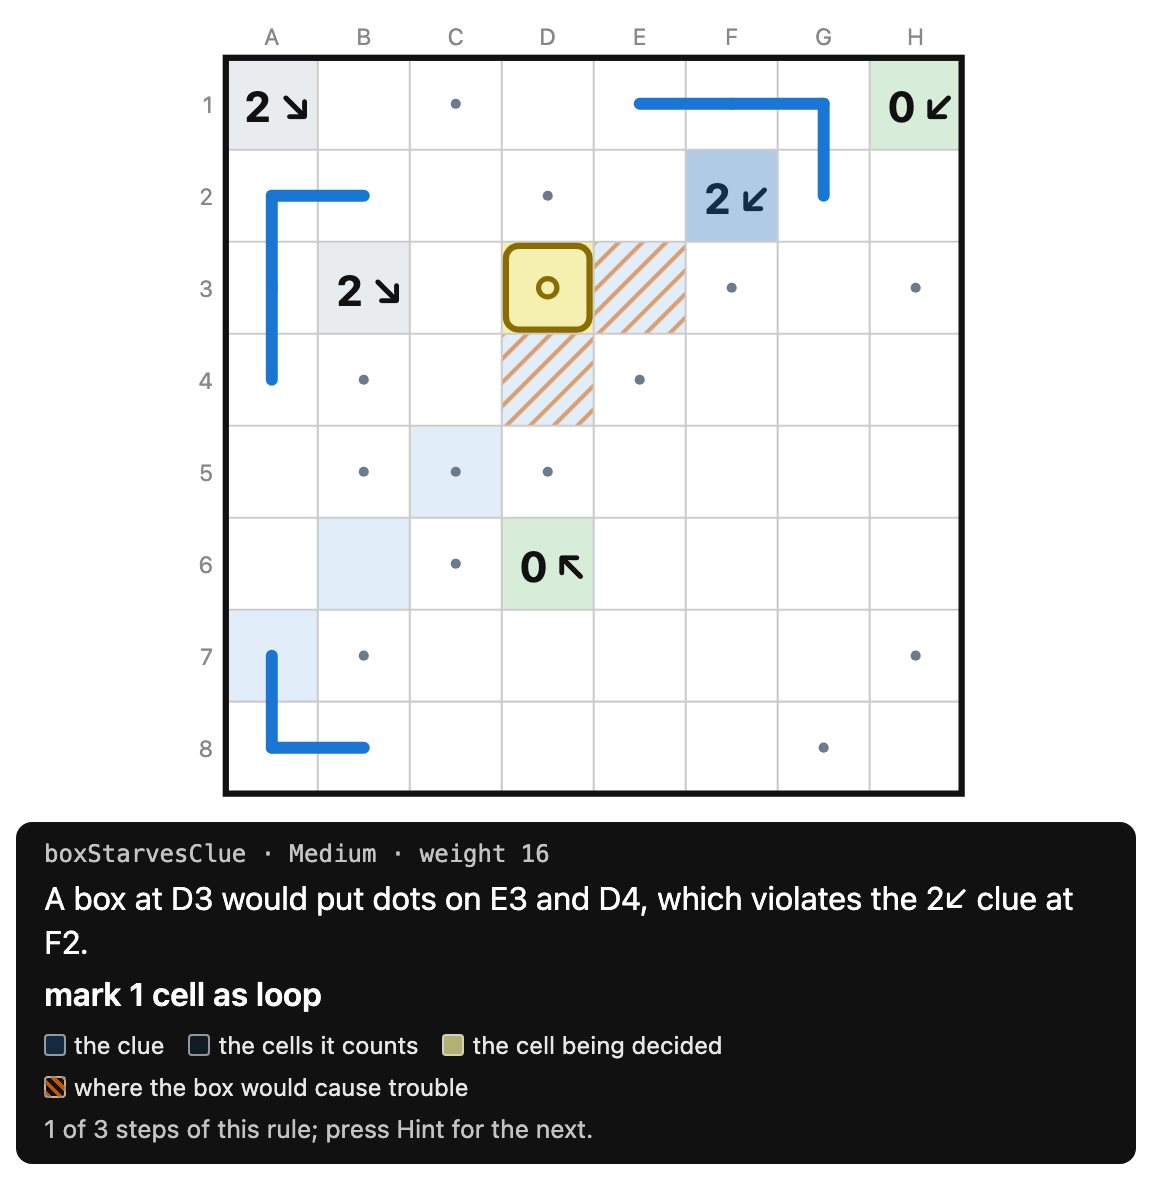 A B C D E F G H
1 2↘ 0↙
2 2↙
3 2↘
4
5
6 0↖
7
8
boxStarvesClue · Medium · weight 16
A box at D3 would put dots on E3 and D4, which violates the 2↙ clue at
F2.
mark 1 cell as loop
the clue the cells it counts the cell being decided
where the box would cause trouble
1 of 3 steps of this rule; press Hint for the next.